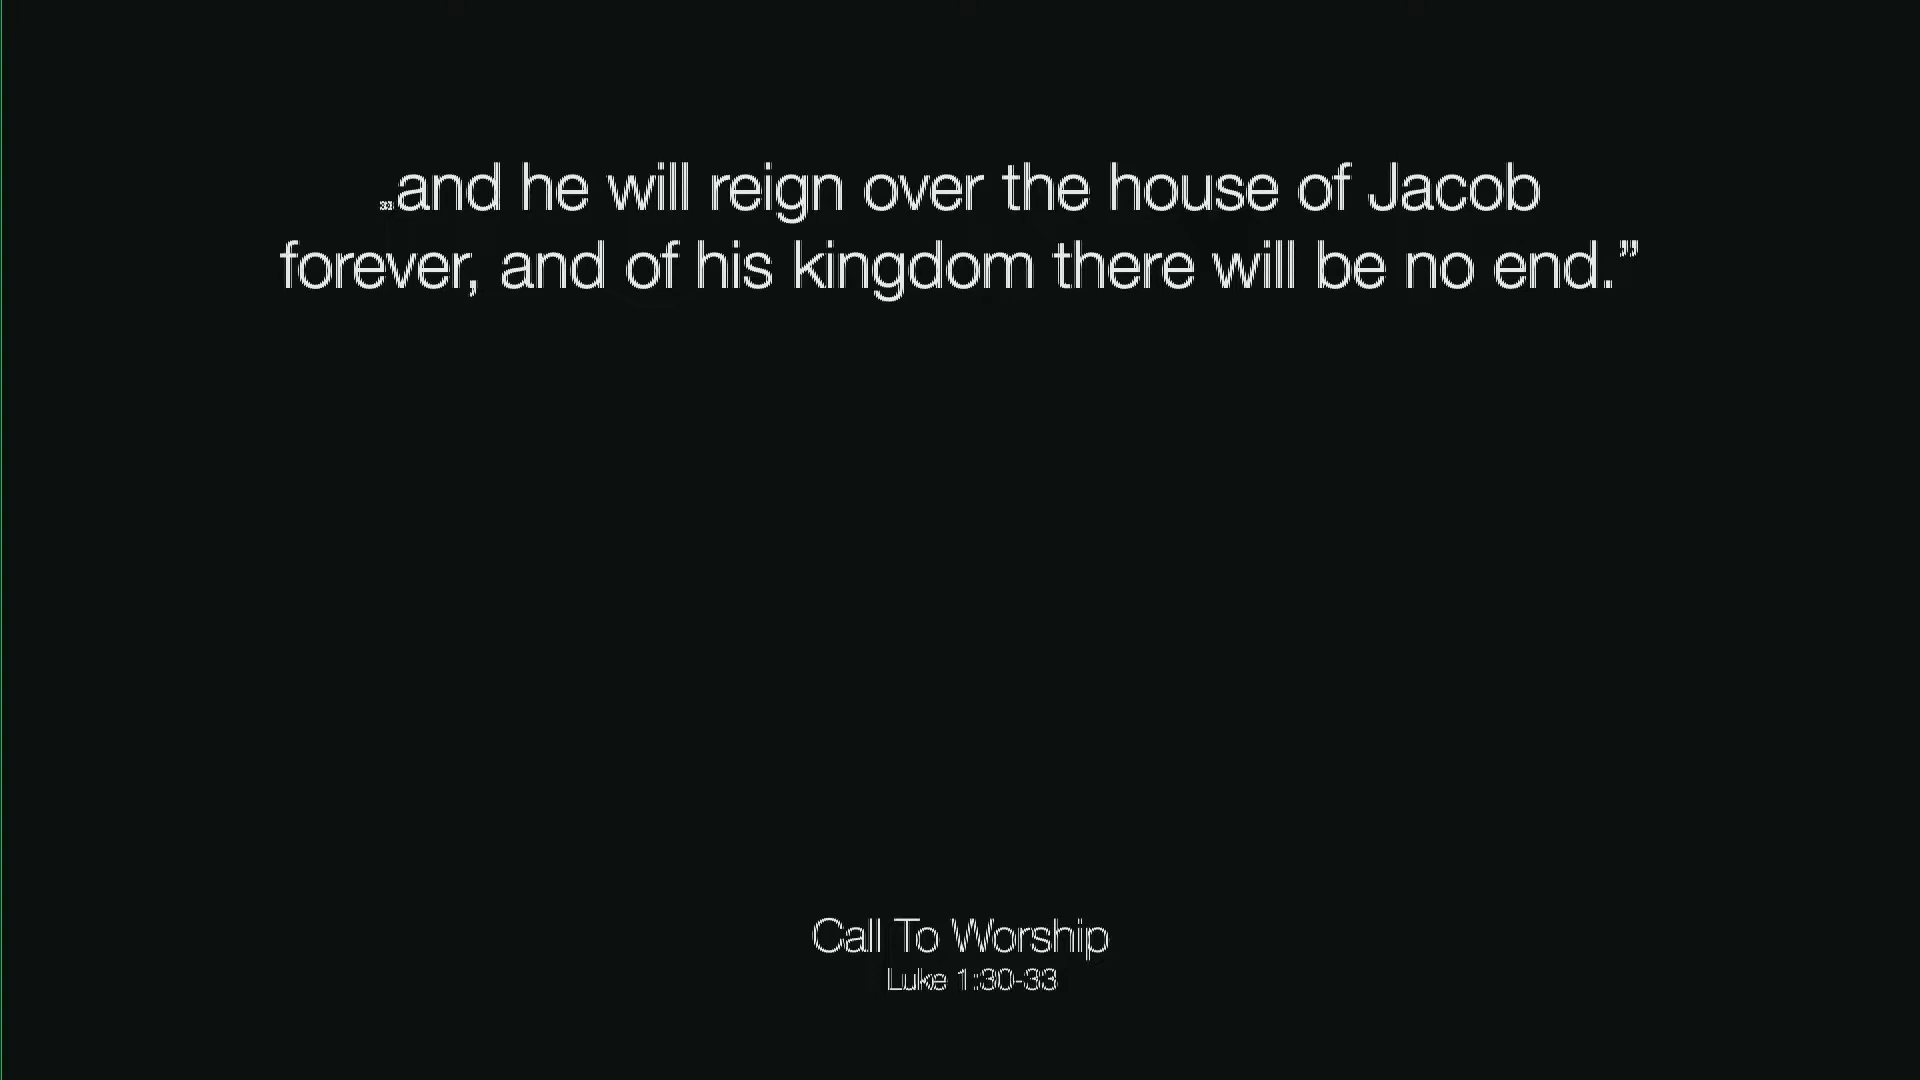 33and he will reign over the house of Jacob
forever, and of his kingdom there will be no end.”
Call To Worship
Luke 1:30-33